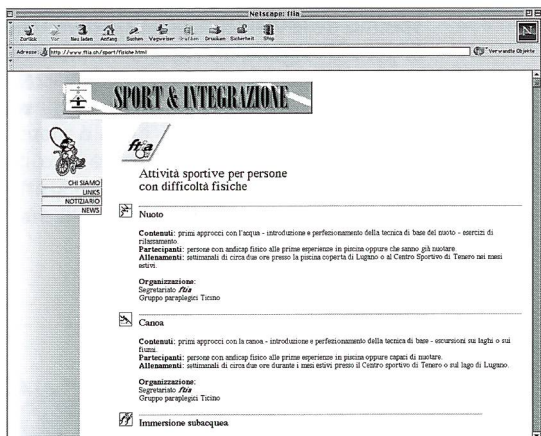 Netscape: ftia
Zurück Vor Neu laden Anfang Suchen Wegweiser Grafiken Drucken Sicherheit Stop
N
Adresse: http://www.ftia.ch/sport/fisiche.html Verwandte Objekte
SPORT & INTEGRAZIONE
ftia
CHI SIAMO
LINKS
NOTIZIARIO
NEWS
Attività sportive per persone
con difficoltà fisiche
Nuoto
Contenuti: primi approcci con l'acqua - introduzione e perfezionamento della tecnica di base del nuoto - esercizi di
rilassamento.
Partecipanti: persone con andicap fisico alle prime esperienze in piscina oppure che sanno già nuotare.
Allenamenti: settimanali di circa due ore presso la piscina coperta di Lugano o al Centro Sportivo di Tenero nei mesi
estivi.
Organizzazione:
Segretariato ftia
Gruppo paraplegici Ticino
Canoa
Contenuti: primi approcci con la canoa - introduzione e perfezionamento della tecnica di base - escursioni sui laghi o sui
fiumi.
Partecipanti: persone con andicap fisico alle prime esperienze in piscina oppure capaci di nuotare.
Allenamenti: settimanali di circa due ore durante i mesi estivi presso il Centro sportivo di Tenero o sul lago di Lugano.
Organizzazione:
Segretariato ftia
Gruppo paraplegici Ticino
Immersione subacquea